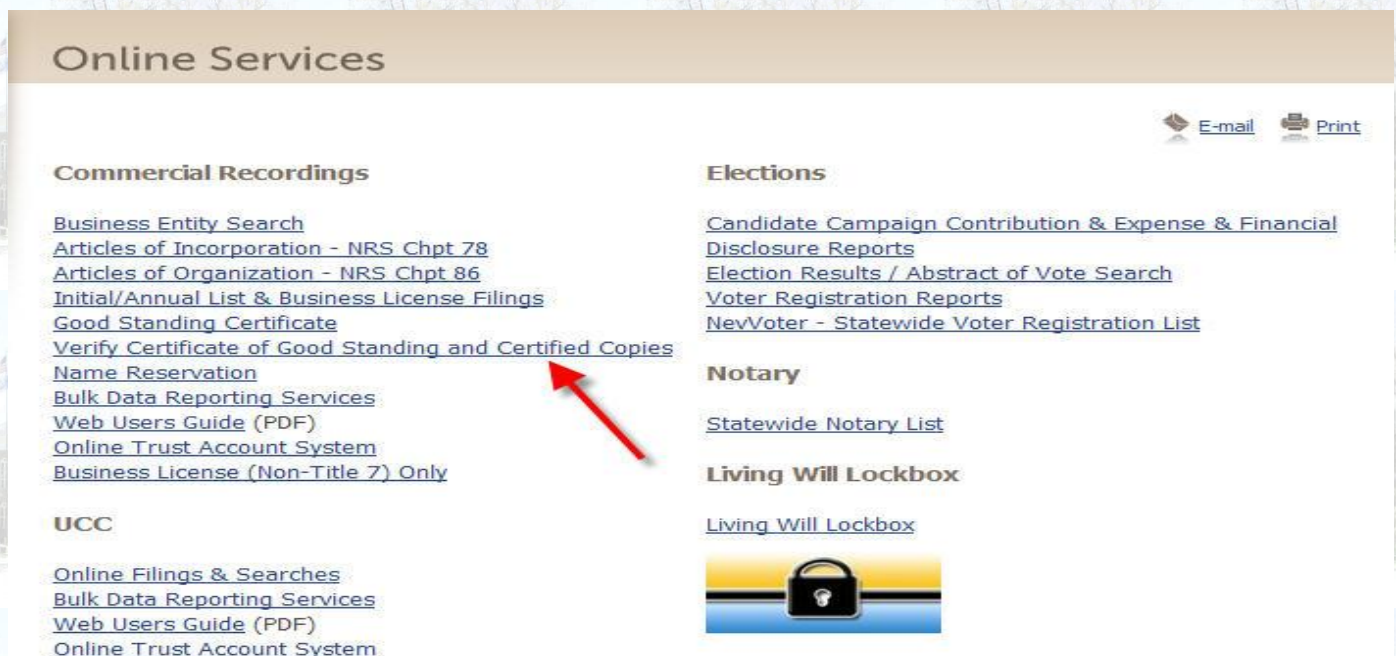 Online Services
E-mail Print
Commercial Recordings
Business Entity Search
Articles of Incorporation - NRS Chpt 78
Articles of Organization - NRS Chpt 86
Initial/Annual List & Business License Filings
Good Standing Certificate
Verify Certificate of Good Standing and Certified Copies
Name Reservation
Bulk Data Reporting Services
Web Users Guide (PDF)
Online Trust Account System
Business License (Non-Title 7) Only
UCC
Online Filings & Searches
Bulk Data Reporting Services
Web Users Guide (PDF)
Online Trust Account System
Elections
Candidate Campaign Contribution & Expense & Financial
Disclosure Reports
Election Results / Abstract of Vote Search
Voter Registration Reports
NevVoter - Statewide Voter Registration List
Notary
Statewide Notary List
Living Will Lockbox
Living Will Lockbox